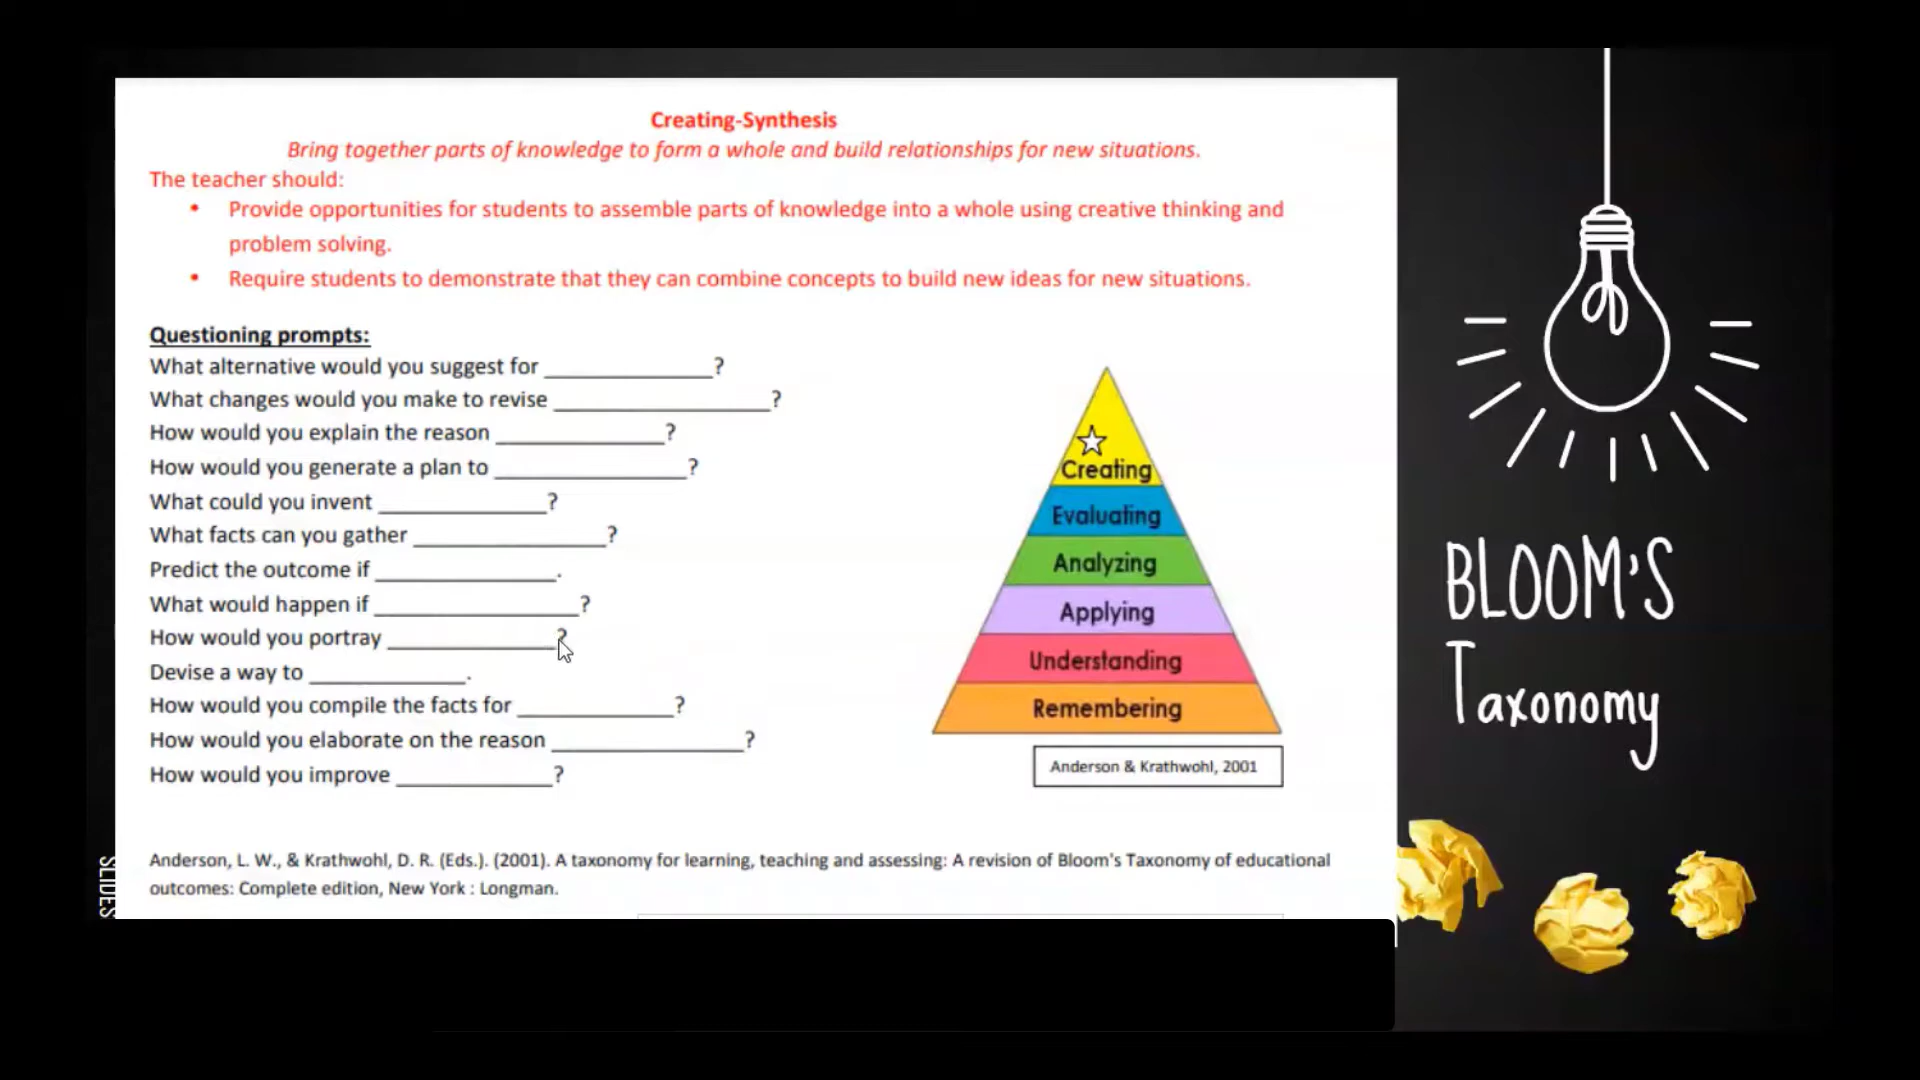 Creating-Synthesis
Bring together parts of knowledge to form a whole and build relationships for new situations.
The teacher should:
• Provide opportunities for students to assemble parts of knowledge into a whole using creative thinking and
problem solving.
• Require students to demonstrate that they can combine concepts to build new ideas for new situations.
Questioning prompts:
What alternative would you suggest for ______________?
What changes would you make to revise __________________?
How would you explain the reason ______________?
How would you generate a plan to ________________?
What could you invent ______________?
What facts can you gather ________________?
Predict the outcome if _______________.
What would happen if _________________?
How would you portray ______________?
Devise a way to _____________.
How would you compile the facts for _____________?
How would you elaborate on the reason ________________?
How would you improve _____________?
Creating
Evaluating
Analyzing
Applying
Understanding
Remembering
Anderson & Krathwohl, 2001
Anderson, L. W., & Krathwohl, D. R. (Eds.). (2001). A taxonomy for learning, teaching and assessing: A revision of Bloom's Taxonomy of educational
outcomes: Complete edition, New York : Longman.
BLOOM'S
Taxonomy
SLIDES